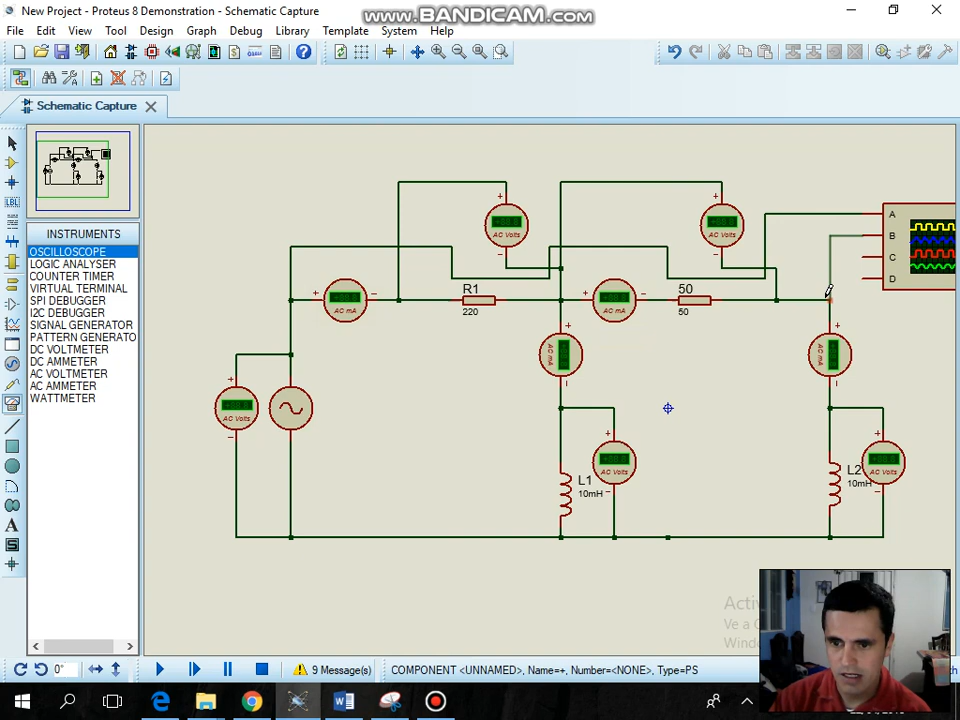 New Project - Proteus 8 Demonstration - Schematic Capture
www.BANDICAM.com
File Edit View Tool Design Graph Debug Library Template System Help
Schematic Capture
INSTRUMENTS
OSCILLOSCOPE
LOGIC ANALYSER
COUNTER TIMER
VIRTUAL TERMINAL
SPI DEBUGGER
I2C DEBUGGER
SIGNAL GENERATOR
PATTERN GENERATO
DC VOLTMETER
DC AMMETER
AC VOLTMETER
AC AMMETER
WATTMETER
LBL
A
B
C
D
AC Volts
AC Volts
R1
220
50
50
AC mA
AC mA
AC mA
AC mA
AC Volts
AC Volts
AC Volts
L1
10mH
L2
10mH
Activ
Ve a C
Wind
0°
9 Message(s)
COMPONENT <UNNAMED>, Name=+, Number=<NONE>, Type=PS